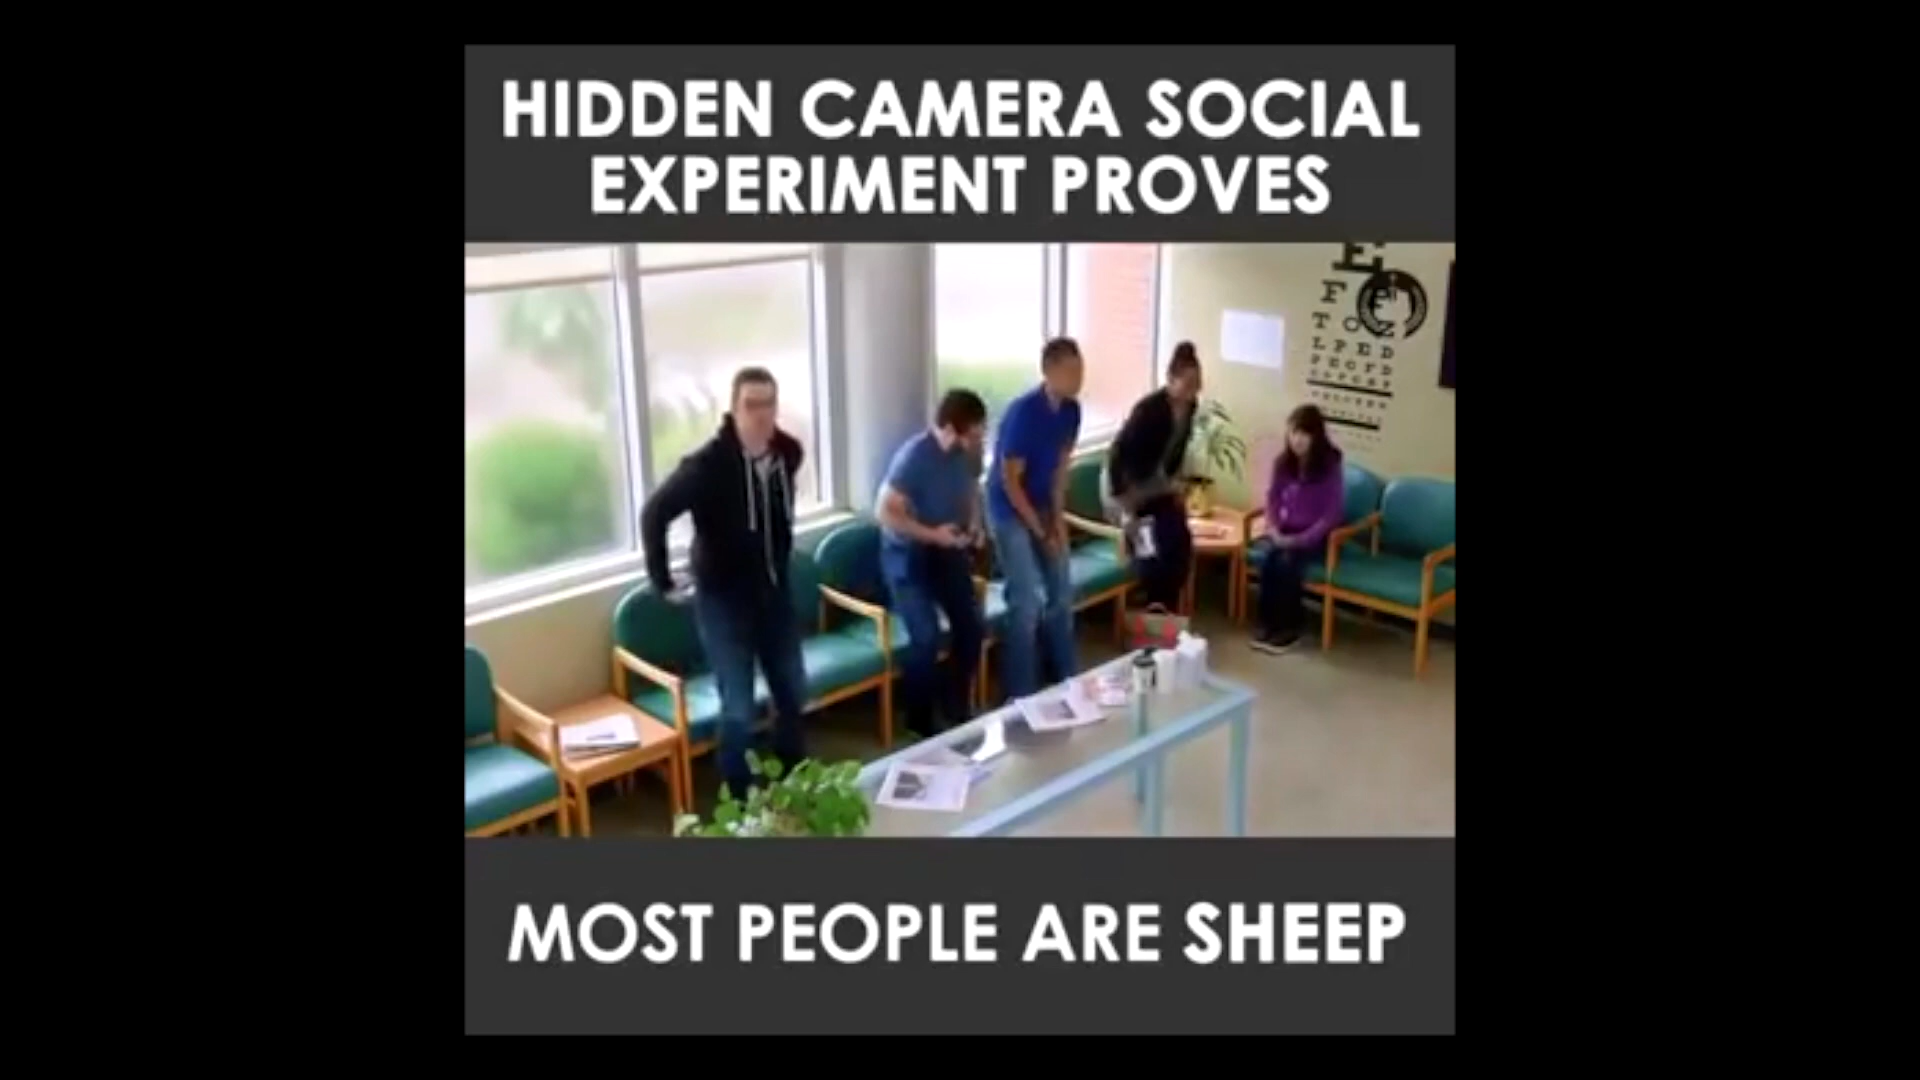 HIDDEN CAMERA SOCIAL
EXPERIMENT PROVES
E
F
T O Z
L P E D
MOST PEOPLE ARE SHEEP